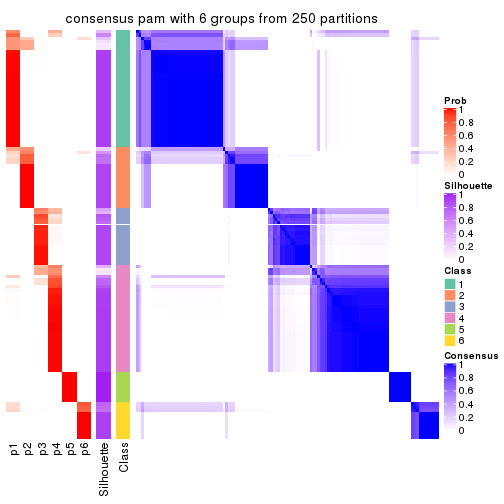 consensus pam with 6 groups from 250 partitions
Prob
1
0.8
0.6
0.4
0.2
0
Silhouette
1
0.8
0.6
0.4
0.2
0
Class
1
2
3
4
5
6
Consensus
1
0.8
0.6
0.4
0.2
0
p1
p2
p3
p4
p5
p6
Silhouette
Class